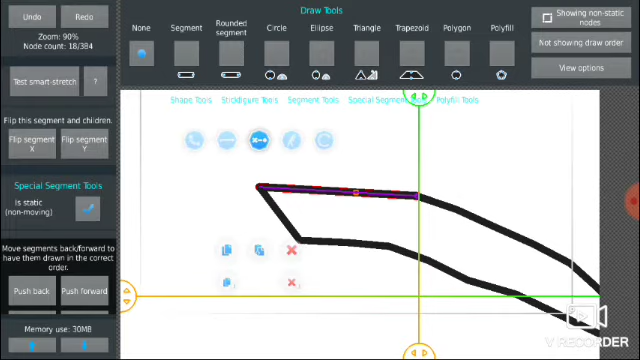 Undo
Redo
Zoom: 90%
Node count: 18/384
Test smart-stretch
?
Flip this segment and children.
Flip segment X
Flip segment Y
Special Segment Tools
Is static
(non-moving)
Move segments back/forward to
have them drawn in the correct
order.
Push back
Push forward
Memory use: 30MB
Draw Tools
None
Segment
Rounded segment
Circle
Ellipse
Triangle
Trapezoid
Polygon
Polyfill
Showing non-static nodes
Not showing draw order
View options
Shape Tools
Stickfigure Tools
Segment Tools
Special Segment
Polyfill Tools
V RECORDER